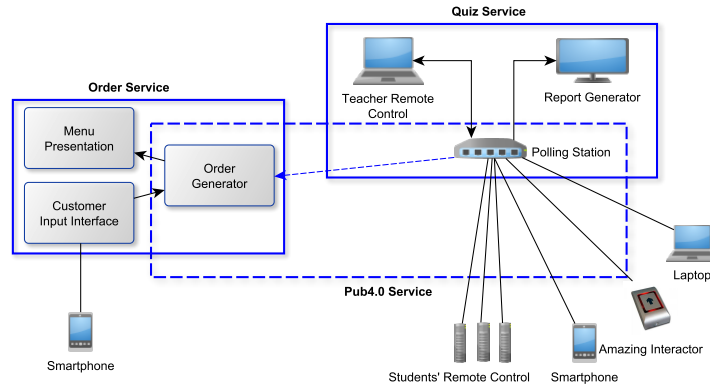 Quiz Service
Teacher Remote
Control
Report Generator
Order Service
Menu
Presentation
Order
Generator
Customer
Input Interface
Polling Station
Pub4.0 Service
Laptop
Amazing Interactor
Smartphone
Students' Remote Control
Smartphone